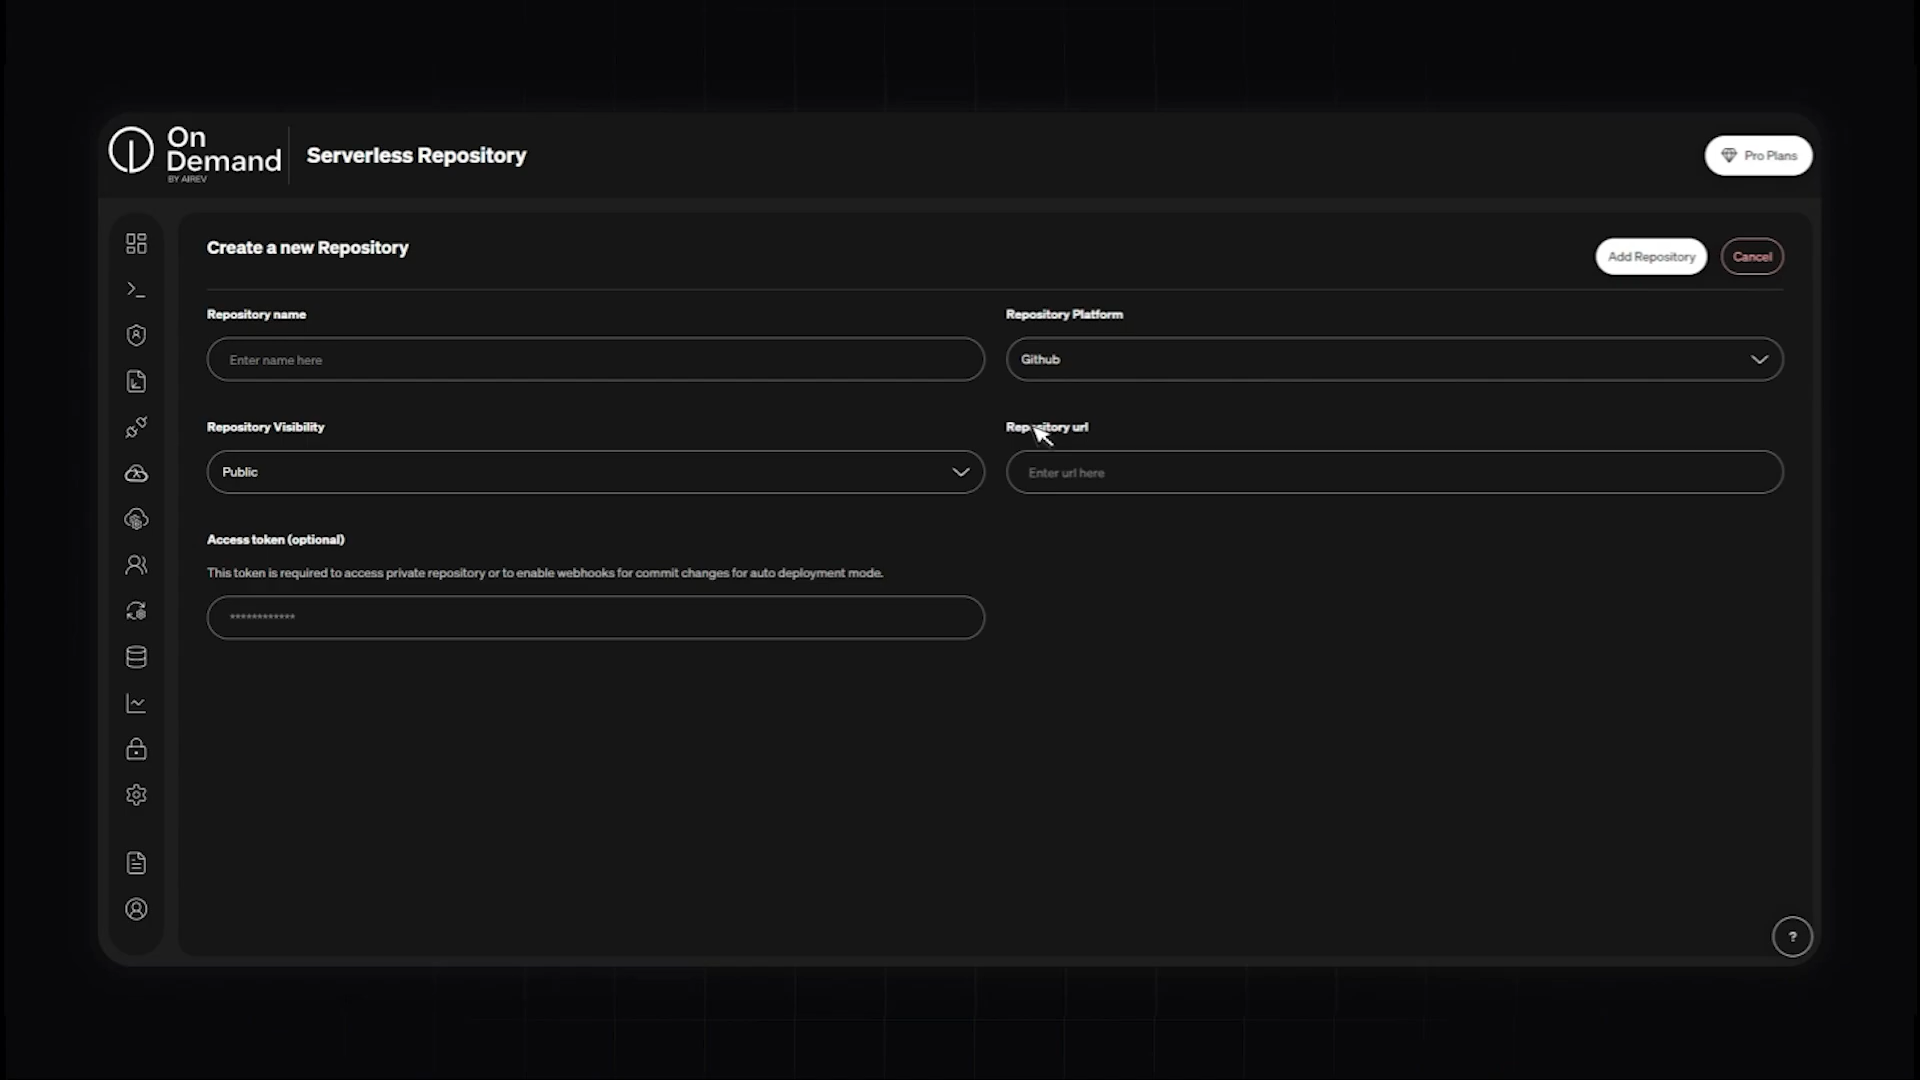 On
Demand
BY AIREV
Serverless Repository
Pro Plans
Create a new Repository
Add Repository
Cancel
Repository name
Repository Platform
Enter name here
Github
Repository Visibility
Repository url
Public
Enter url here
Access token (optional)
This token is required to access private repository or to enable webhooks for commit changes for auto deployment mode.
************
?